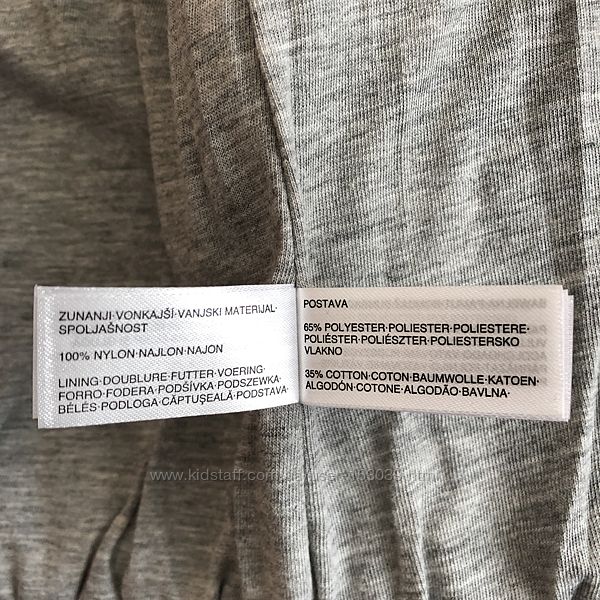 ZUNANJI·VONKAJŠÍ·VANJSKI MATERIJAL·
SPOLJAŠNOST
100% NYLON·NAJLON·NAJON
LINING·DOUBLURE·FUTTER·VOERING·
FORRO·FODERA·PODŠÍVKA·PODSZEWKA·
BÉLÉS·PODLOGA·CĂPTUŞEALĂ·PODSTAVA·
POSTAVA
65% POLYESTER·POLIESTER·POLIESTERE·
POLIÉSTER·POLIÉSZTER·POLIESTERSKO
VLAKNO
35% COTTON·COTON·BAUMWOLLE·KATOEN·
ALGODÓN·COTONE·ALGODÃO·BAVLNA·